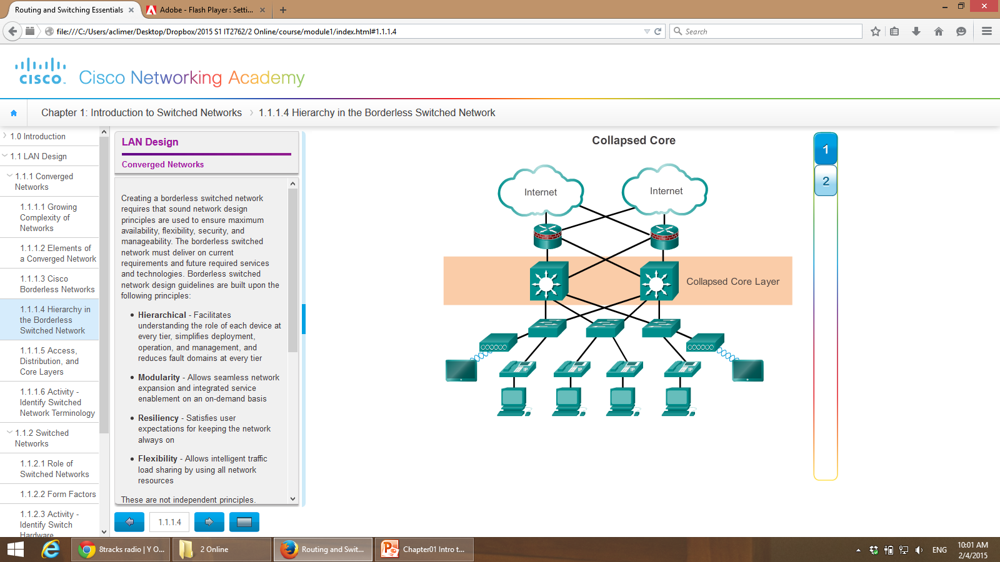 Routing and Switching Essentials
Adobe - Flash Player : Setti...
file:///C:/Users/aclimer/Desktop/Dropbox/2015 S1 IT2762/2 Online/course/module1/index.html#1.1.1.4
Search
CISCO.
Cisco Networking Academy
Chapter 1: Introduction to Switched Networks
1.1.1.4 Hierarchy in the Borderless Switched Network
1.0 Introduction
1.1 LAN Design
1.1.1 Converged
Networks
1.1.1.1 Growing
Complexity of
Networks
1.1.1.2 Elements of
a Converged Network
1.1.1.3 Cisco
Borderless Networks
1.1.1.4 Hierarchy in
the Borderless
Switched Network
1.1.1.5 Access,
Distribution, and
Core Layers
1.1.1.6 Activity -
Identify Switched
Network Terminology
1.1.2 Switched
Networks
1.1.2.1 Role of
Switched Networks
1.1.2.2 Form Factors
1.1.2.3 Activity -
Identify Switch
Hardware
LAN Design
Converged Networks
Creating a borderless switched network
requires that sound network design
principles are used to ensure maximum
availability, flexibility, security, and
manageability. The borderless switched
network must deliver on current
requirements and future required services
and technologies. Borderless switched
network design guidelines are built upon the
following principles:
• Hierarchical - Facilitates
understanding the role of each device at
every tier, simplifies deployment,
operation, and management, and
reduces fault domains at every tier
• Modularity - Allows seamless network
expansion and integrated service
enablement on an on-demand basis
• Resiliency - Satisfies user
expectations for keeping the network
always on
• Flexibility - Allows intelligent traffic
load sharing by using all network
resources
These are not independent principles.
1.1.1.4
Collapsed Core
Internet
Internet
Collapsed Core Layer
IP
IP
IP
IP
1
2
8tracks radio | Y O...
2 Online
Routing and Swit...
Chapter01 Intro t...
ENG
10:01 AM
2/4/2015